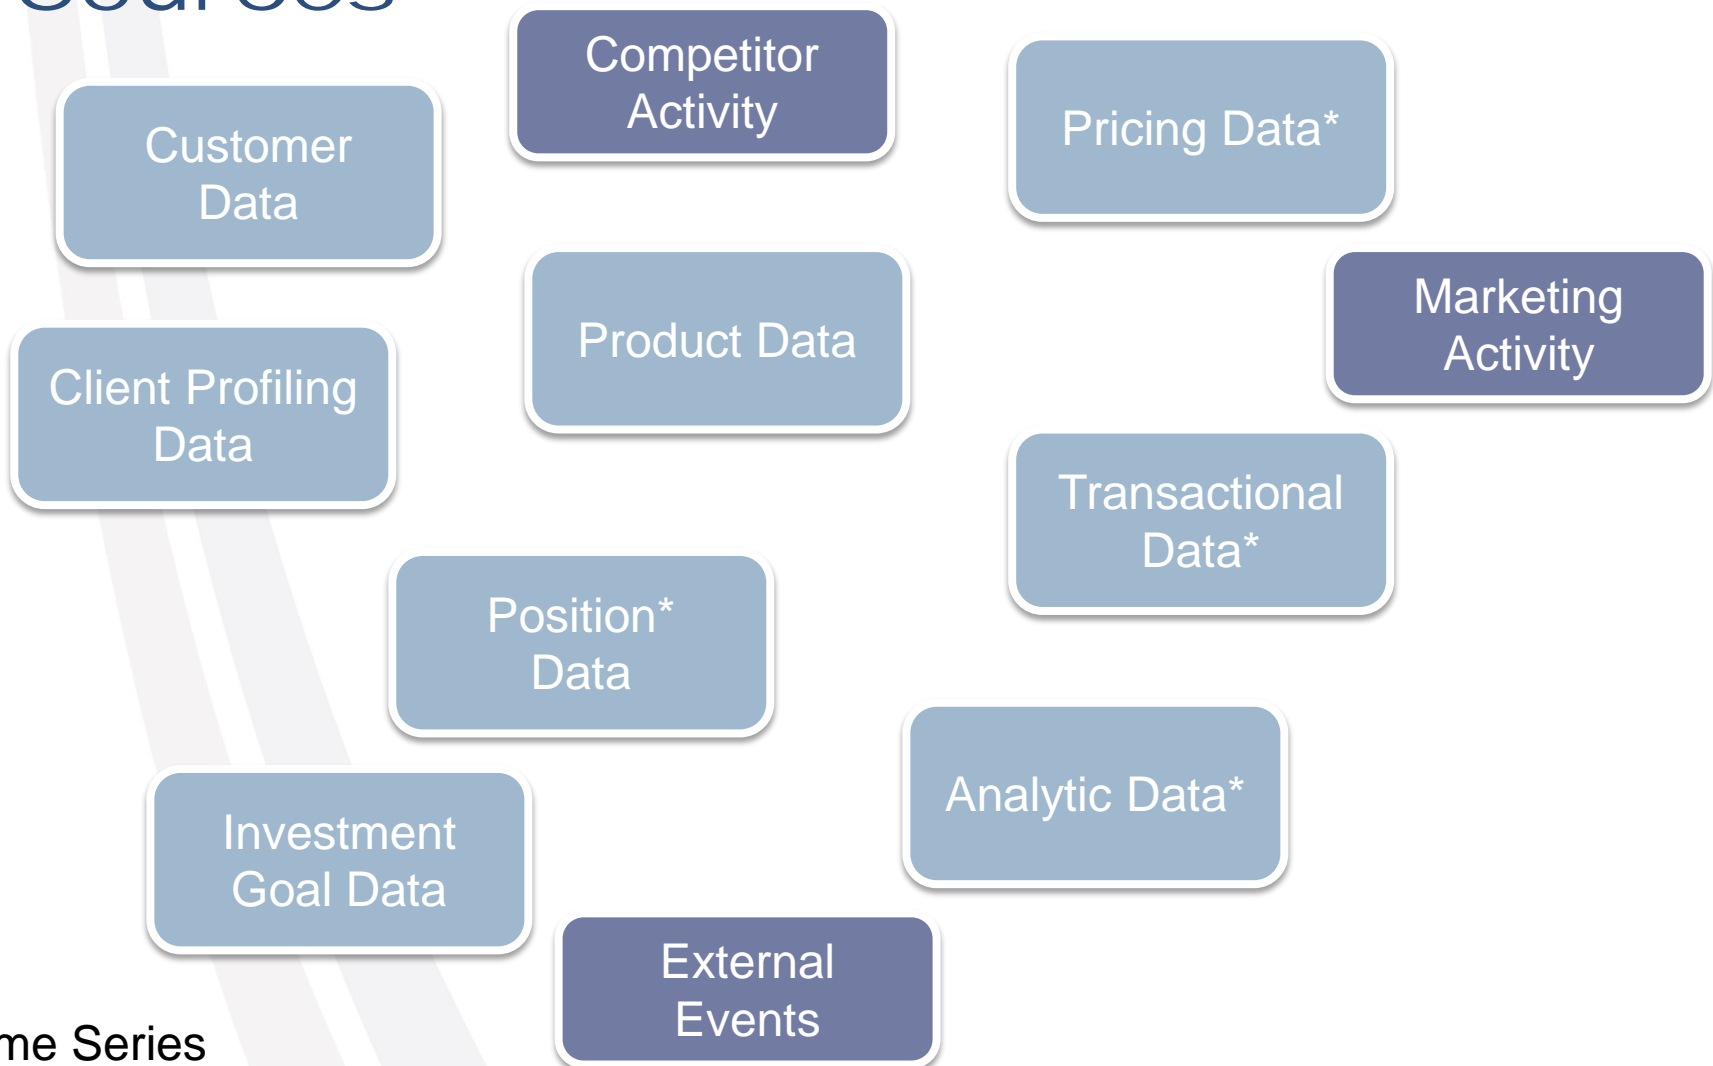 Sources
Competitor
Activity
Pricing Data*
Customer
Data
Product Data
Marketing
Activity
Client Profiling
Data
Transactional
Data*
Position*
Data
Analytic Data*
Investment
Goal Data
External
Events
me Series